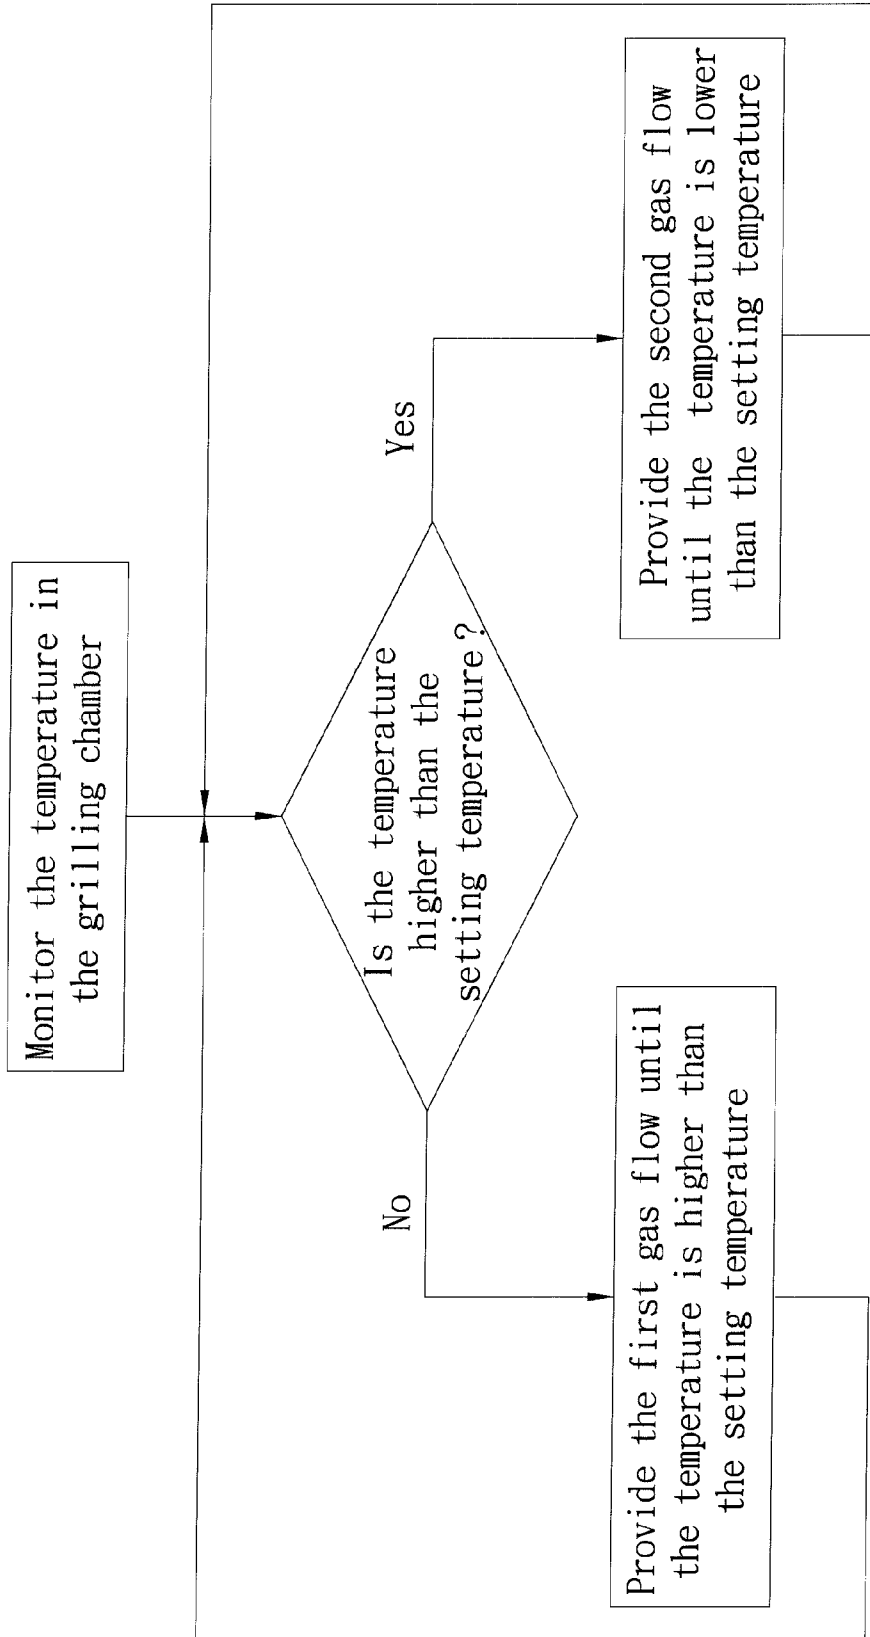 Monitor the temperature in
the grilling chamber
Is the temperature
higher than the
setting temperature?
No
Yes
Provide the first gas flow until
the temperature is higher than
the setting temperature
Provide the second gas flow
until the temperature is lower
than the setting temperature